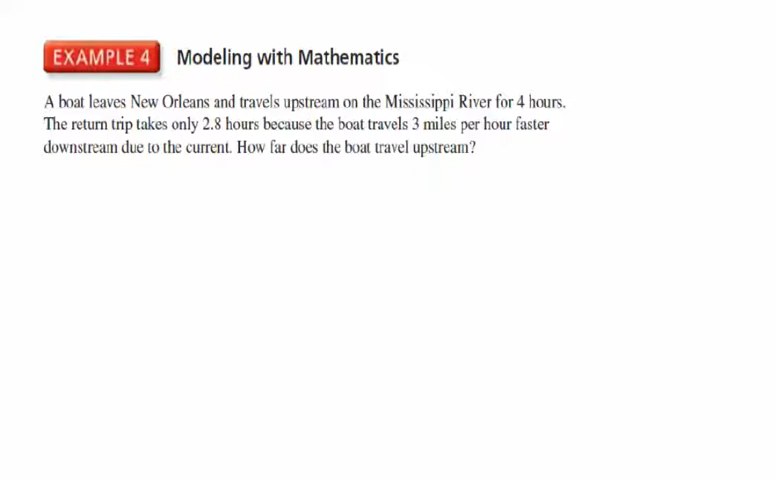 EXAMPLE 4 Modeling with Mathematics
A boat leaves New Orleans and travels upstream on the Mississippi River for 4 hours.
The return trip takes only 2.8 hours because the boat travels 3 miles per hour faster
downstream due to the current. How far does the boat travel upstream?